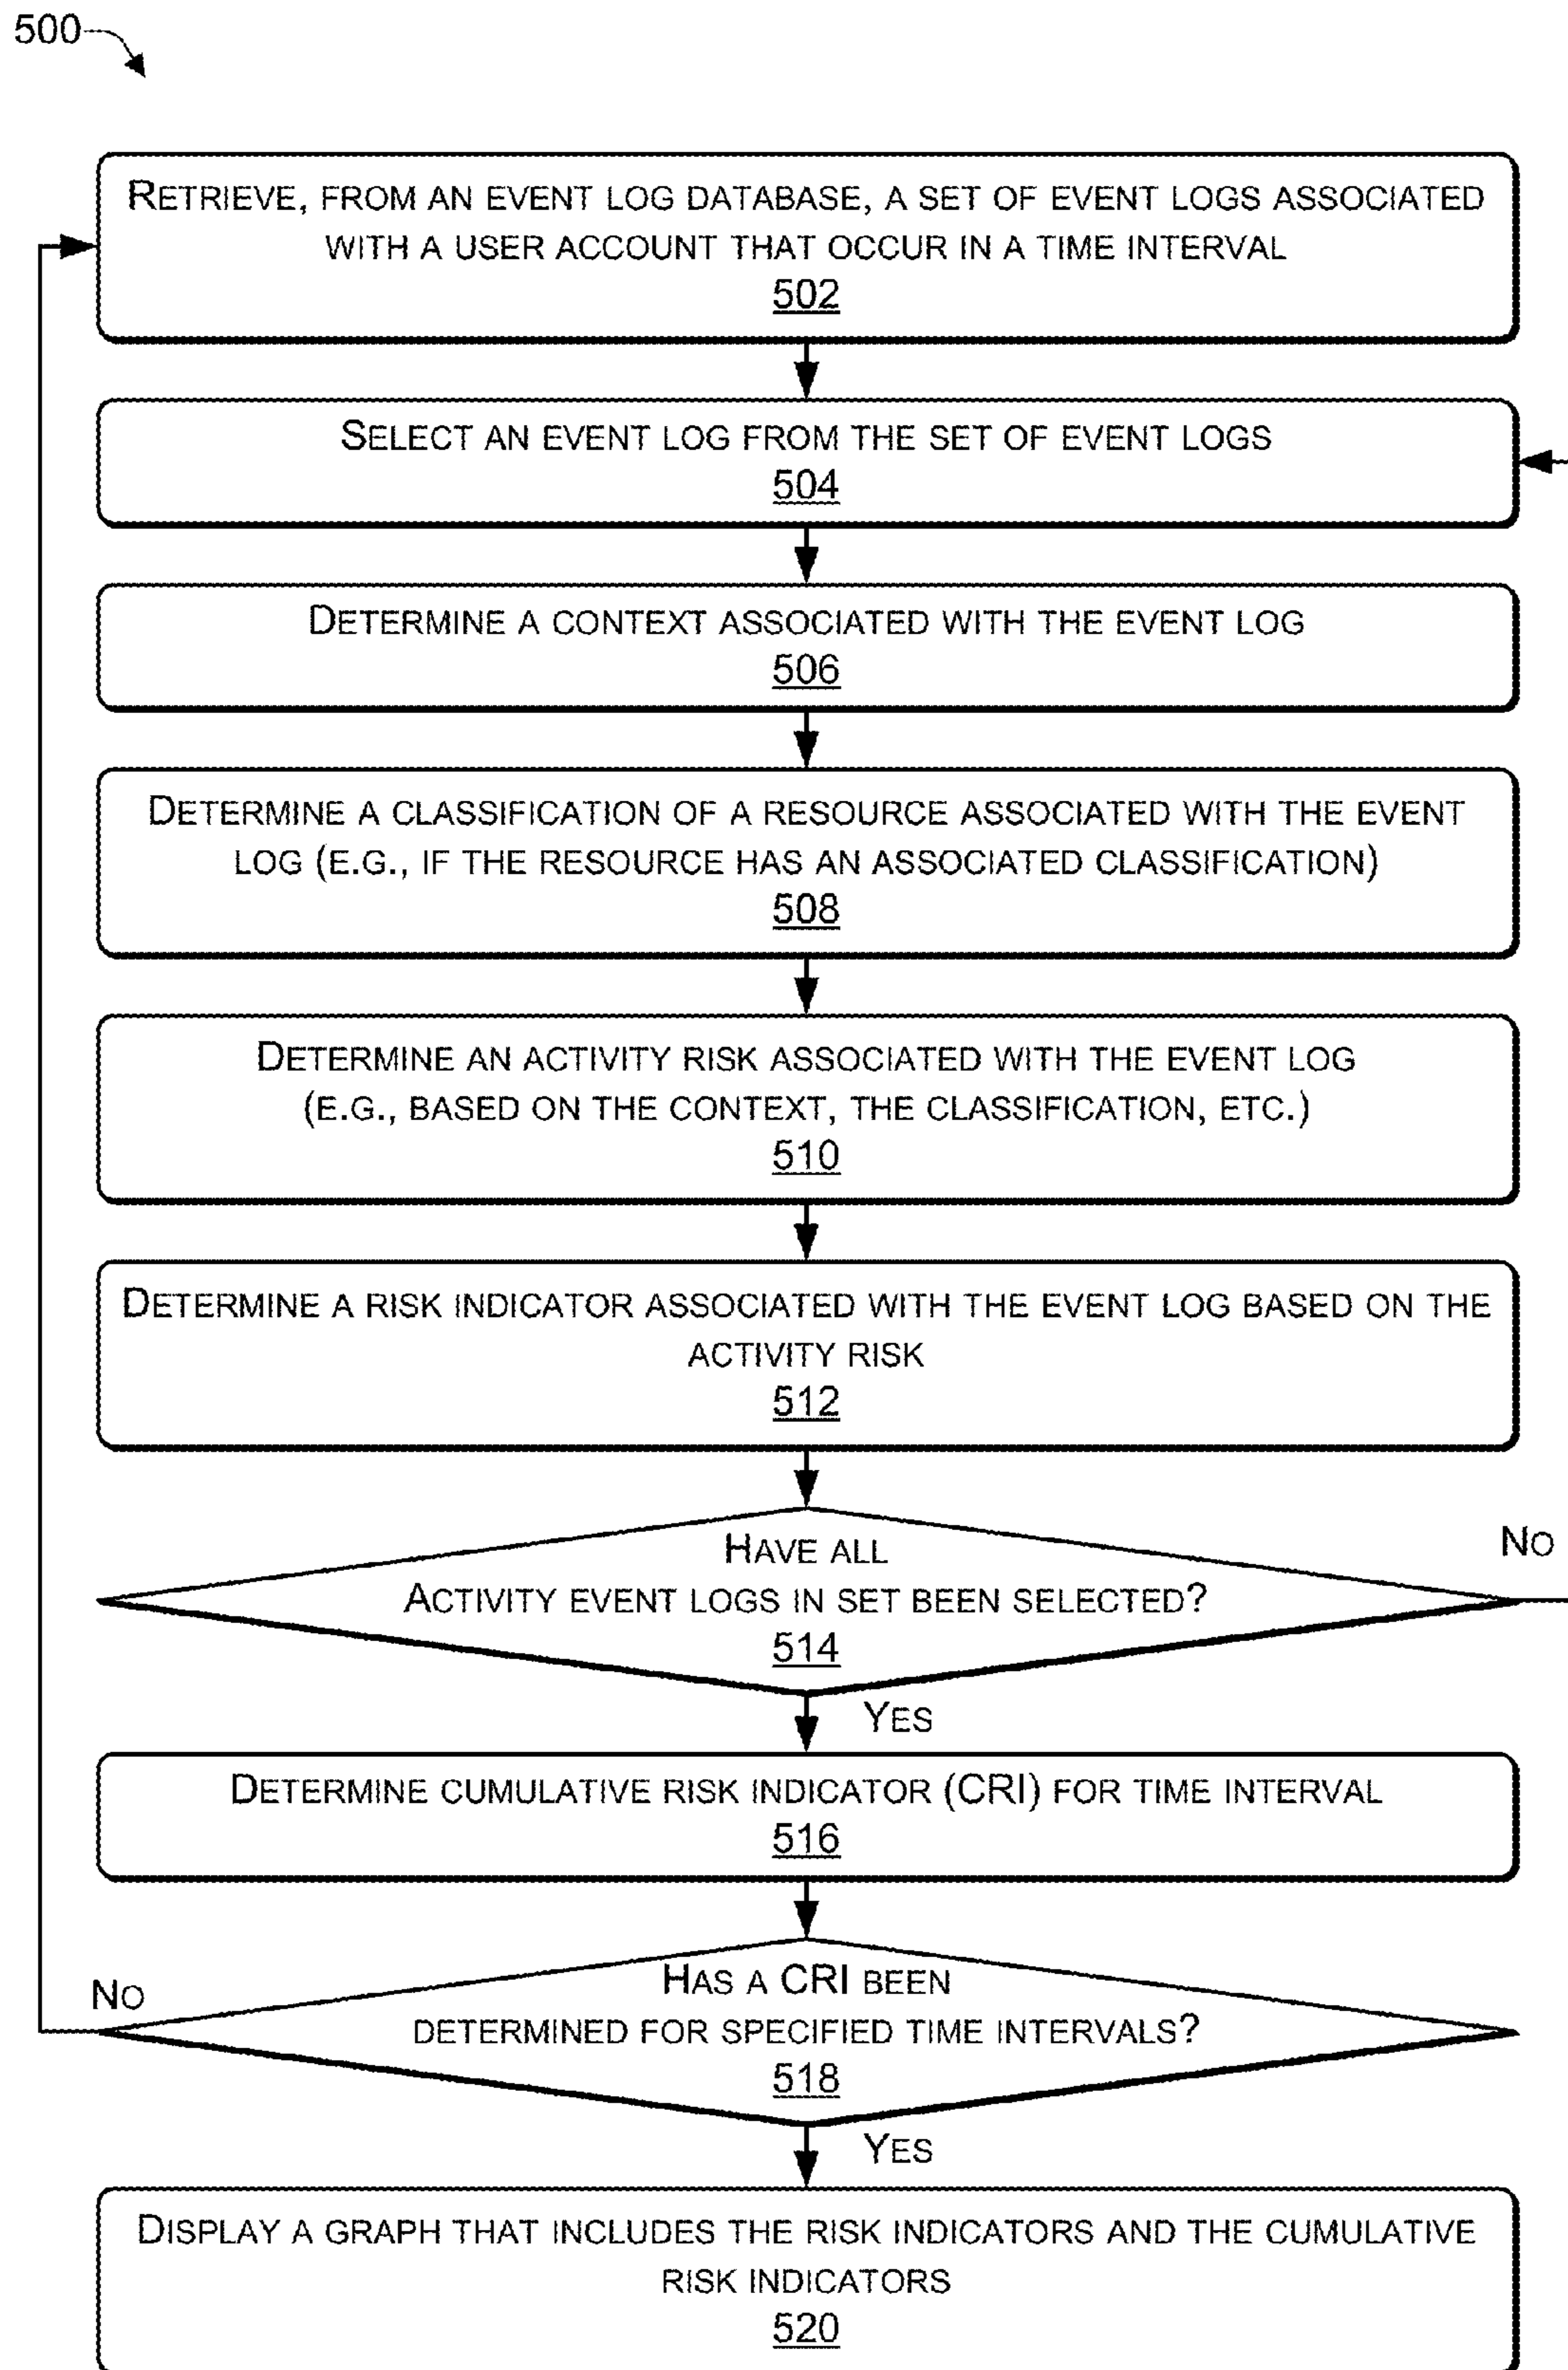 500
RETRIEVE, FROM AN EVENT LOG DATABASE, A SET OF EVENT LOGS ASSOCIATED
WITH A USER ACCOUNT THAT OCCUR IN A TIME INTERVAL
502
SELECT AN EVENT LOG FROM THE SET OF EVENT LOGS
504
DETERMINE A CONTEXT ASSOCIATED WITH THE EVENT LOG
506
DETERMINE A CLASSIFICATION OF A RESOURCE ASSOCIATED WITH THE EVENT
LOG (E.G., IF THE RESOURCE HAS AN ASSOCIATED CLASSIFICATION)
508
DETERMINE AN ACTIVITY RISK ASSOCIATED WITH THE EVENT LOG
(E.G., BASED ON THE CONTEXT, THE CLASSIFICATION, ETC.)
510
DETERMINE A RISK INDICATOR ASSOCIATED WITH THE EVENT LOG BASED ON THE
ACTIVITY RISK
512
HAVE ALL
ACTIVITY EVENT LOGS IN SET BEEN SELECTED?
514
NO
YES
DETERMINE CUMULATIVE RISK INDICATOR (CRI) FOR TIME INTERVAL
516
HAS A CRI BEEN
DETERMINED FOR SPECIFIED TIME INTERVALS?
518
NO
YES
DISPLAY A GRAPH THAT INCLUDES THE RISK INDICATORS AND THE CUMULATIVE
RISK INDICATORS
520